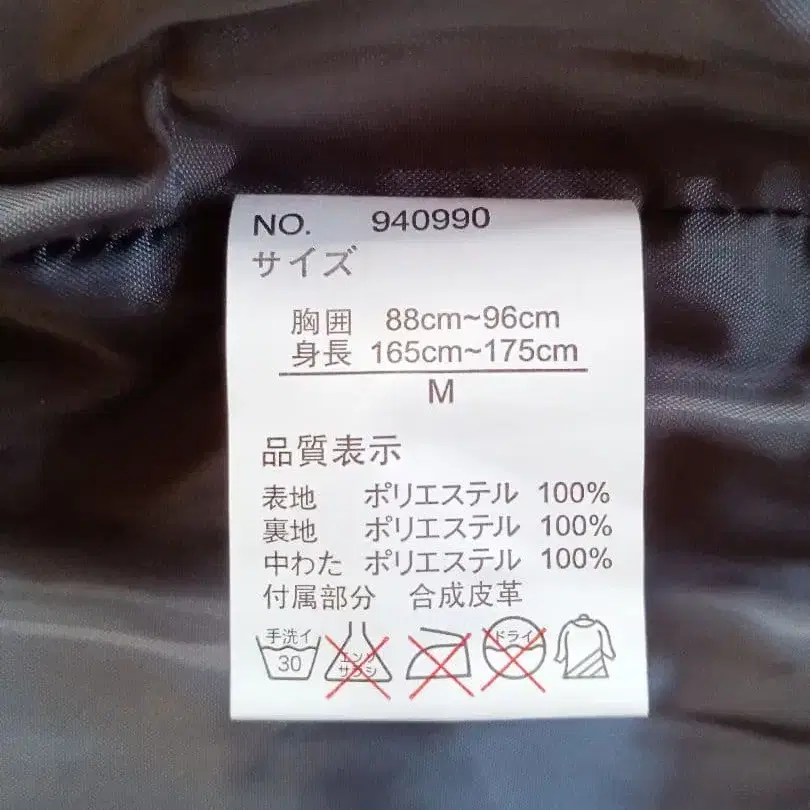 NO. 940990
サイズ
胸囲 88cm~96cm
身長 165cm~175cm
M
品質表示
表地 ポリエステル 100%
裏地 ポリエステル 100%
中わた ポリエステル 100%
付属部分 合成皮革
手洗イ 30 エンソ サラシ ドライ